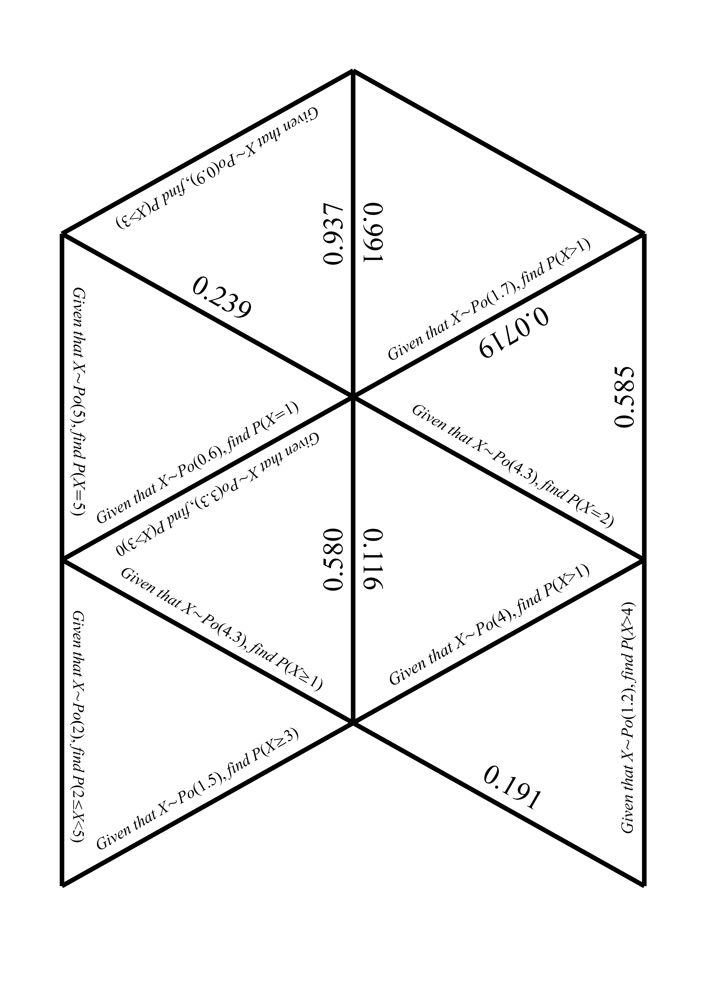 Given that X~Po(0.9), find P(X>3)
0.937
0.991
0.239
Given that X~Po(1.7), find P(X>1)
0.0719
0.585
Given that X~Po(5), find P(X=5)
Given that X~Po(0.6), find P(X=1)
Given that X~Po(4.3), find P(X=2)
Given that X~Po(3.3), find P(X>3)0
0.580
0.116
Given that X~Po(4.3), find P(X≥1)
Given that X~Po(4), find P(X>1)
Given that X~Po(2), find P(2≤X<5)
Given that X~Po(1.2), find P(X>4)
Given that X~Po(1.5), find P(X≥3)
0.191